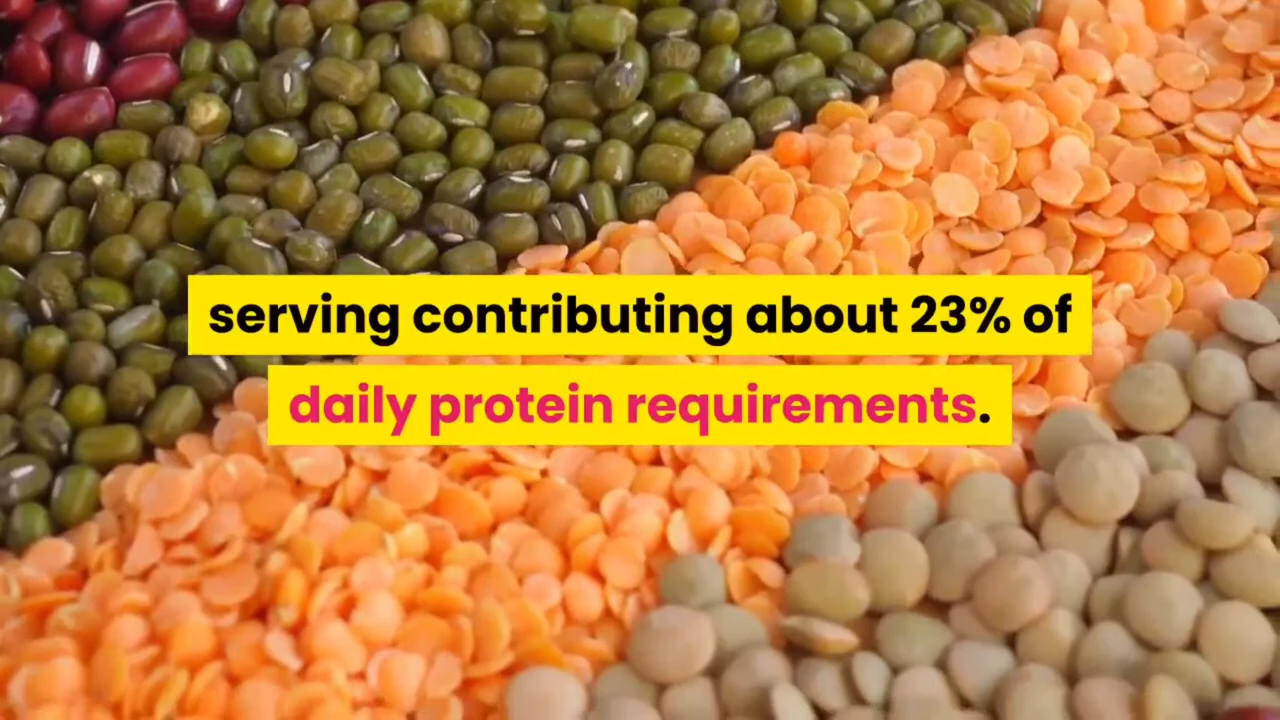 serving contributing about 23% of
daily protein requirements.